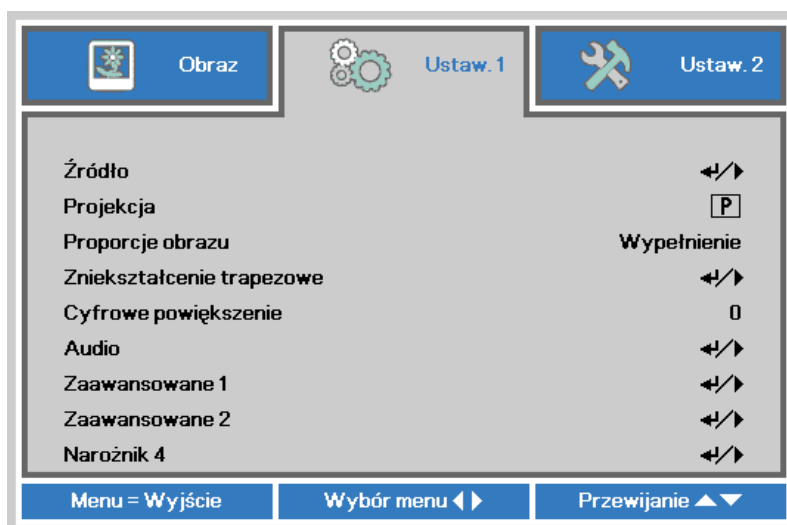 Obraz Ustaw. 1 Ustaw. 2
Źródło
Projekcja P
Proporcje obrazu Wypełnienie
Zniekształcenie trapezowe
Cyfrowe powiększenie 0
Audio
Zaawansowane 1
Zaawansowane 2
Narożnik 4
Menu = Wyjście Wybór menu Przewijanie